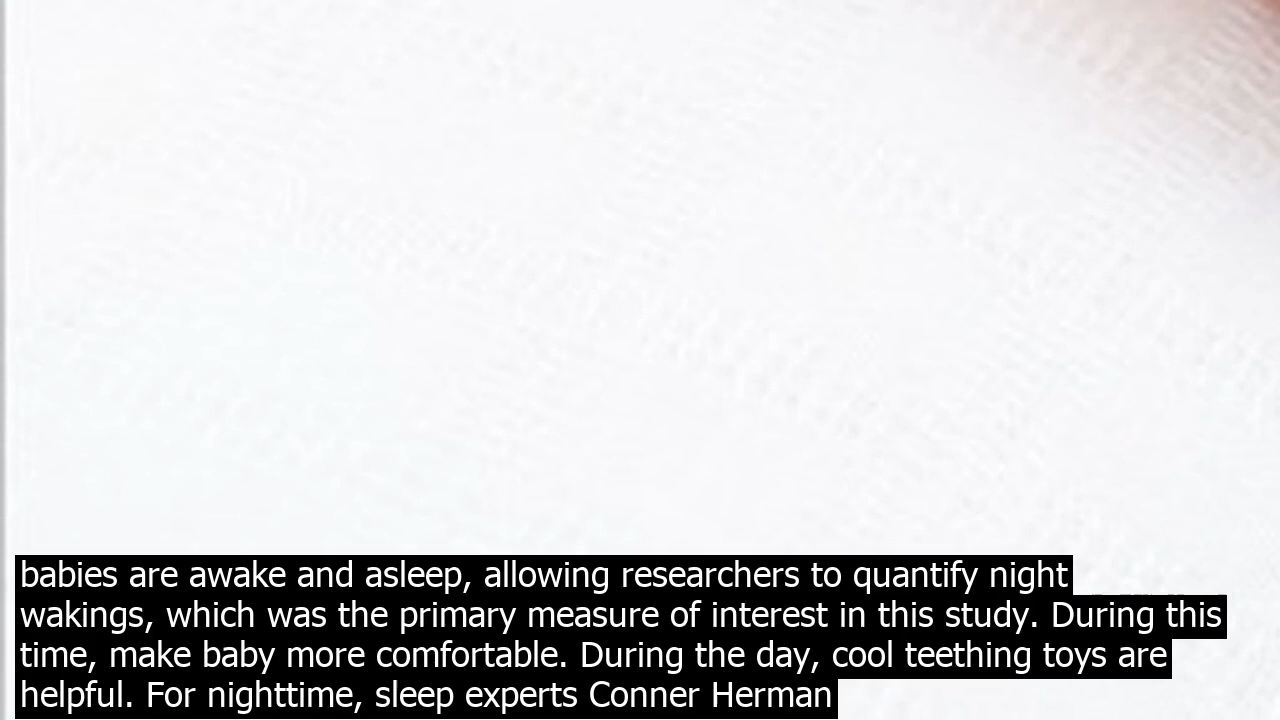 babies are awake and asleep, allowing researchers to quantify night
wakings, which was the primary measure of interest in this study. During this
time, make baby more comfortable. During the day, cool teething toys are
helpful. For nighttime, sleep experts Conner Herman